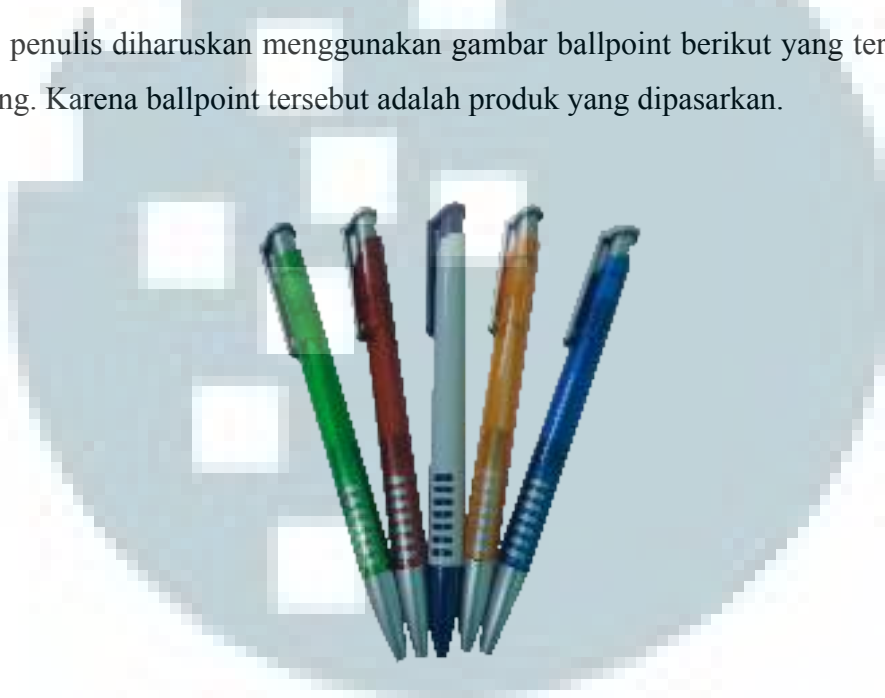 penulis diharuskan menggunakan gambar ballpoint berikut yang ter
ng. Karena ballpoint tersebut adalah produk yang dipasarkan.